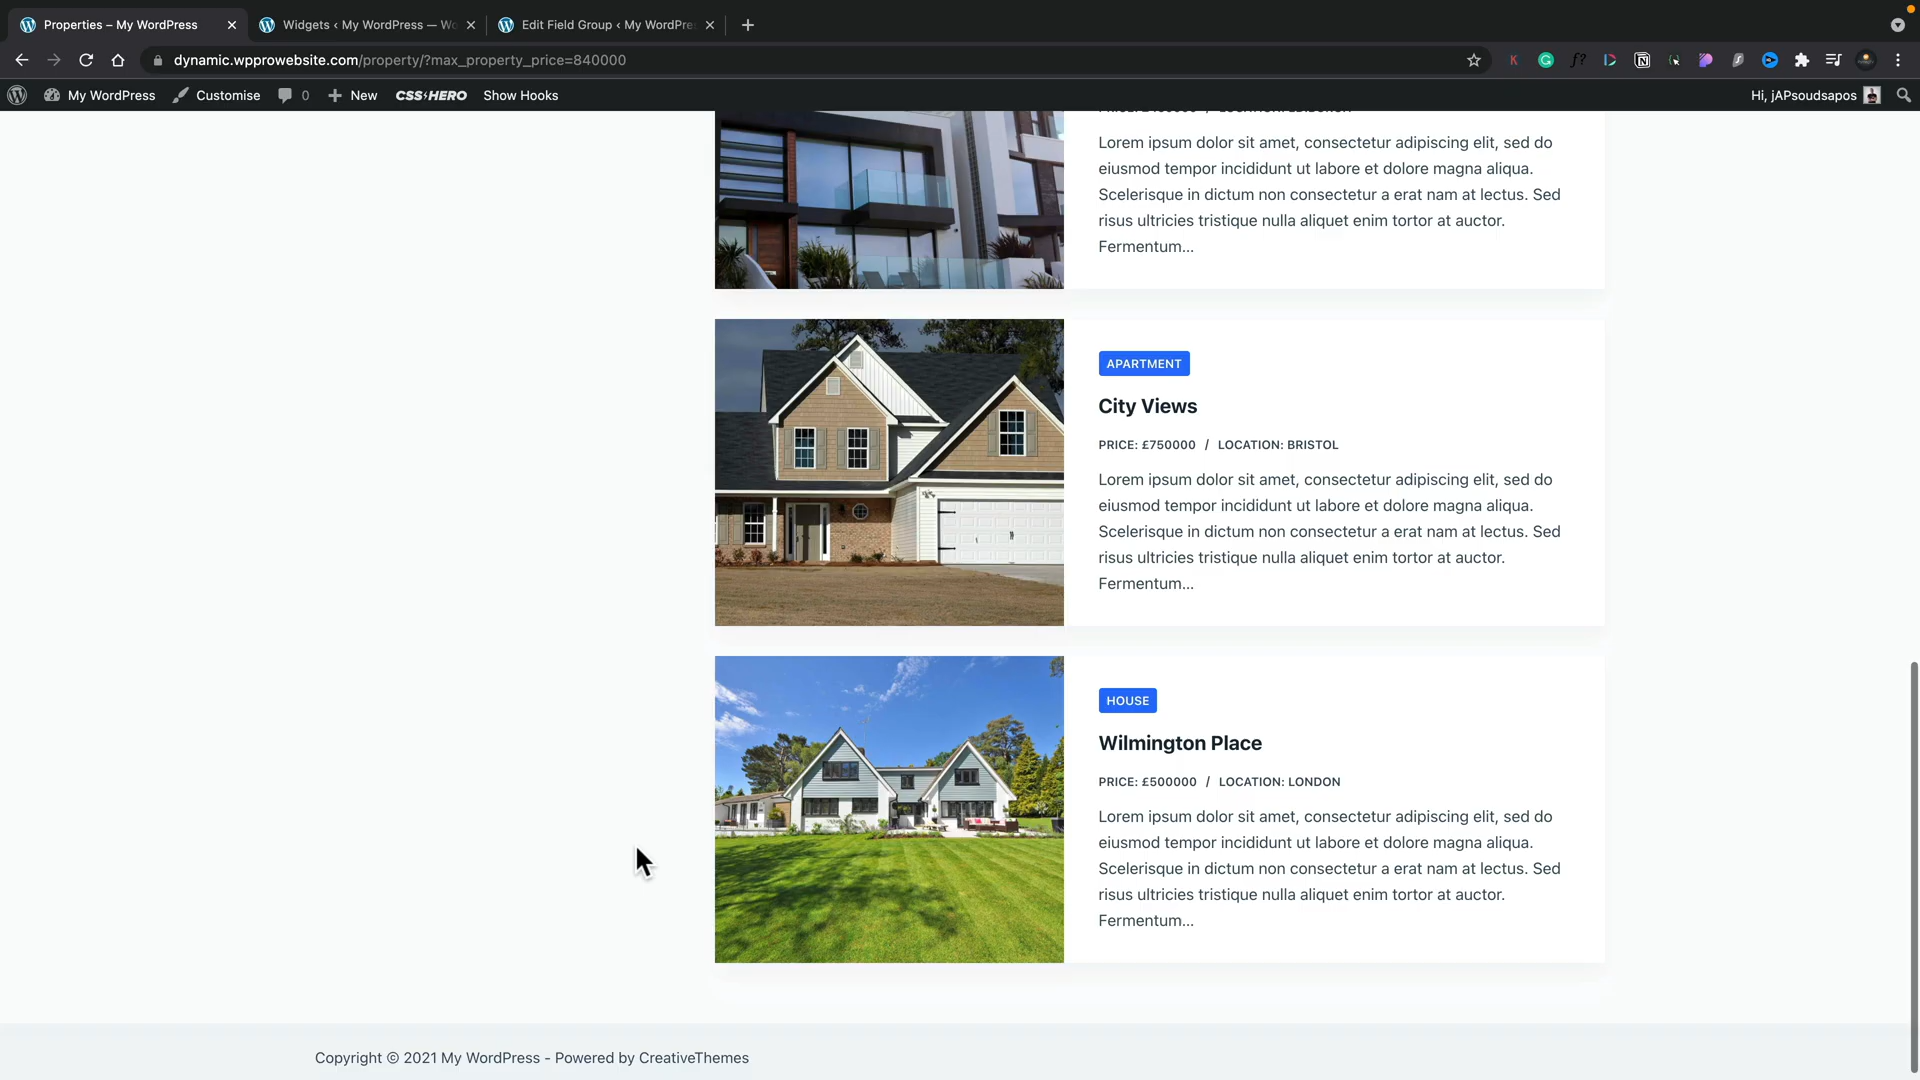 Properties – My WordPress
Widgets ‹ My WordPress — Wo
Edit Field Group ‹ My WordPre
dynamic.wpprowebsite.com/property/?max_property_price=840000
My WordPress
Customise
0
New
CSS HERO
Show Hooks
Hi, jAPsoudsapos
Lorem ipsum dolor sit amet, consectetur adipiscing elit, sed do
eiusmod tempor incididunt ut labore et dolore magna aliqua.
Scelerisque in dictum non consectetur a erat nam at lectus. Sed
risus ultricies tristique nulla aliquet enim tortor at auctor.
Fermentum...
APARTMENT
City Views
PRICE: £750000 / LOCATION: BRISTOL
Lorem ipsum dolor sit amet, consectetur adipiscing elit, sed do
eiusmod tempor incididunt ut labore et dolore magna aliqua.
Scelerisque in dictum non consectetur a erat nam at lectus. Sed
risus ultricies tristique nulla aliquet enim tortor at auctor.
Fermentum...
HOUSE
Wilmington Place
PRICE: £500000 / LOCATION: LONDON
Lorem ipsum dolor sit amet, consectetur adipiscing elit, sed do
eiusmod tempor incididunt ut labore et dolore magna aliqua.
Scelerisque in dictum non consectetur a erat nam at lectus. Sed
risus ultricies tristique nulla aliquet enim tortor at auctor.
Fermentum...
Copyright © 2021 My WordPress - Powered by CreativeThemes